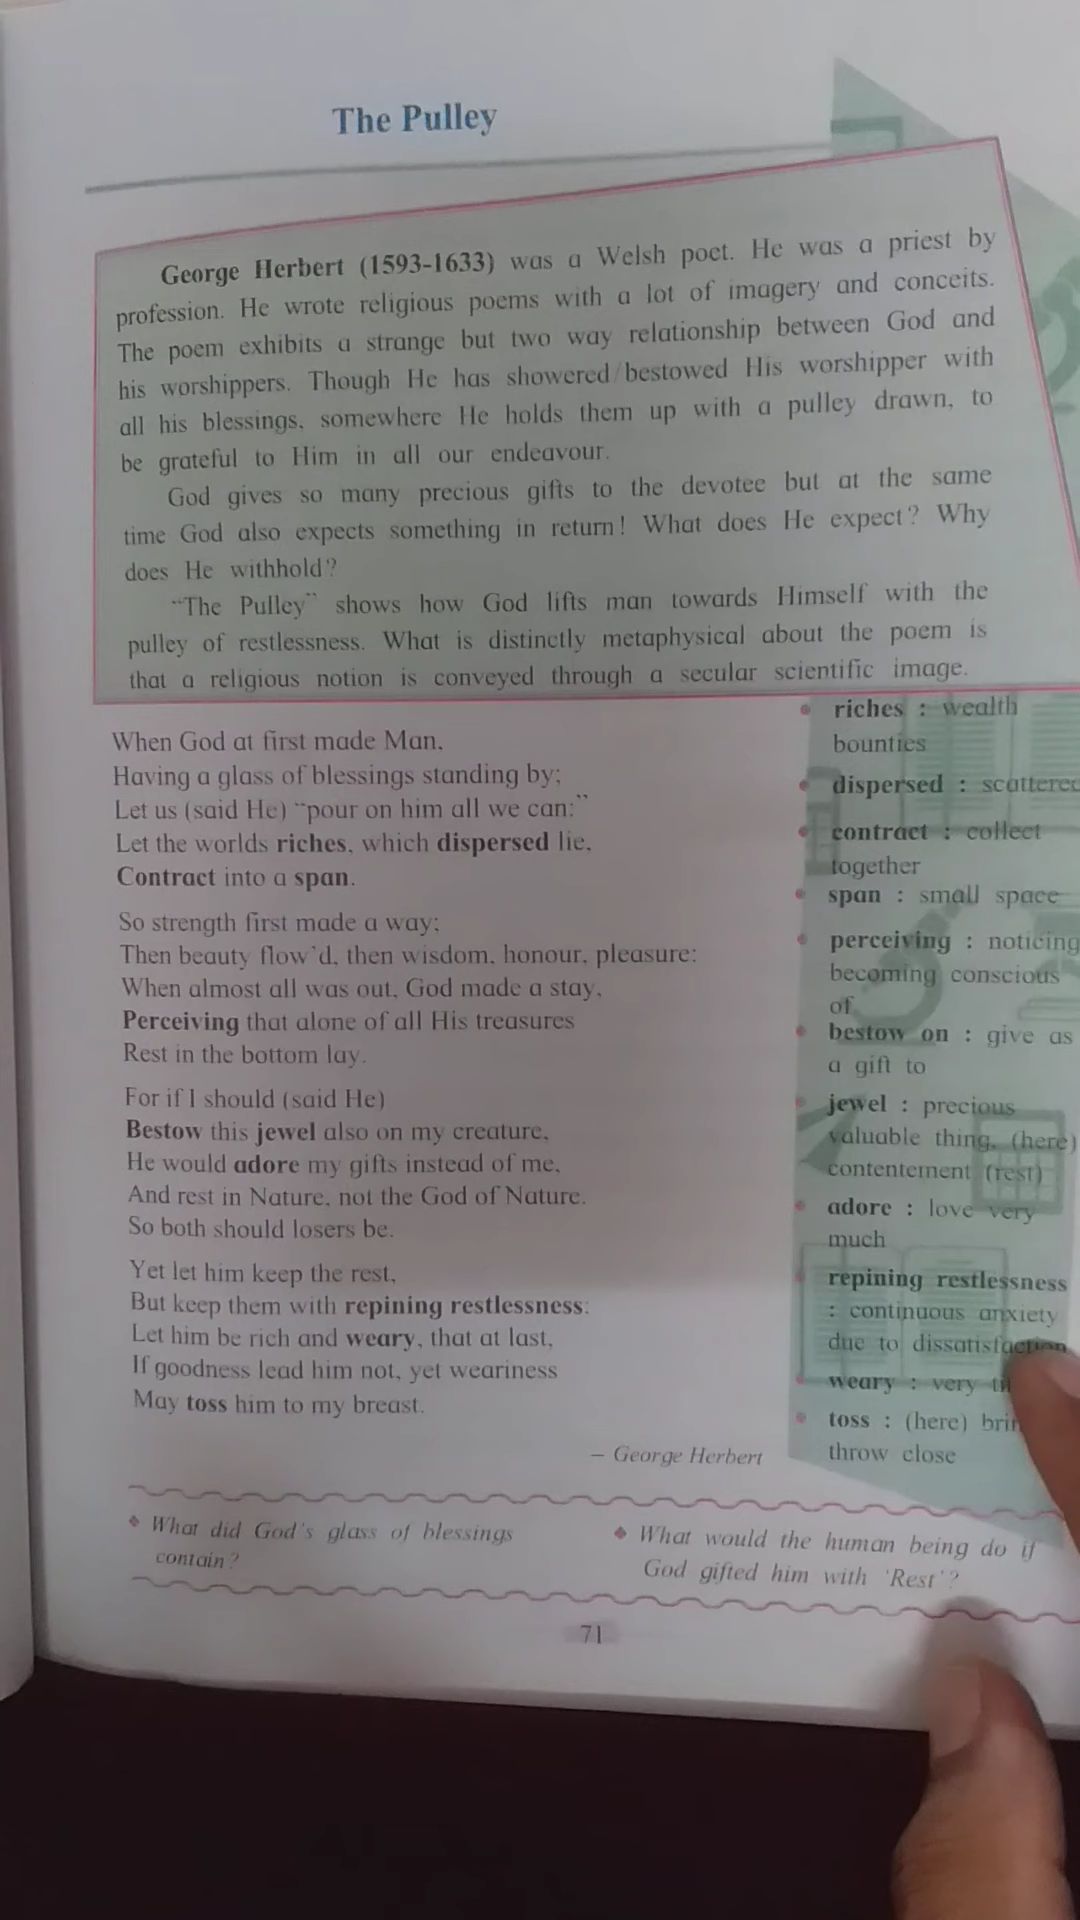 The Pulley
George Herbert (1593-1633) was a Welsh poet. He was a priest by
profession. He wrote religious poems with a lot of imagery and conceits.
The poem exhibits a strange but two way relationship between God and
his worshippers. Though He has showered/bestowed His worshipper with
all his blessings, somewhere He holds them up with a pulley drawn, to
be grateful to Him in all our endeavour.
God gives so many precious gifts to the devotee but at the same
time God also expects something in return! What does He expect? Why
does He withhold?
"The Pulley" shows how God lifts man towards Himself with the
pulley of restlessness. What is distinctly metaphysical about the poem is
that a religious notion is conveyed through a secular scientific image.
When God at first made Man,
Having a glass of blessings standing by;
Let us (said He) "pour on him all we can:"
Let the worlds riches, which dispersed lie,
Contract into a span.
So strength first made a way;
Then beauty flow'd, then wisdom, honour, pleasure:
When almost all was out, God made a stay,
Perceiving that alone of all His treasures
Rest in the bottom lay.
For if I should (said He)
Bestow this jewel also on my creature,
He would adore my gifts instead of me,
And rest in Nature, not the God of Nature.
So both should losers be.
Yet let him keep the rest,
But keep them with repining restlessness:
Let him be rich and weary, that at last,
If goodness lead him not, yet weariness
May toss him to my breast.
– George Herbert
• riches : wealth
bounties
• dispersed : scattered
• contract : collect
together
• span : small space
• perceiving : noticing
becoming conscious
of
• bestow on : give as
a gift to
• jewel : precious
valuable thing, (here)
contentement (rest)
• adore : love very
much
• repining restlessness
: continuous anxiety
due to dissatisfaction
• weary : very
• toss : (here)
throw close
❖ What did God's glass of blessings
contain?
❖ What would the human being do if
God gifted him with 'Rest'?
71